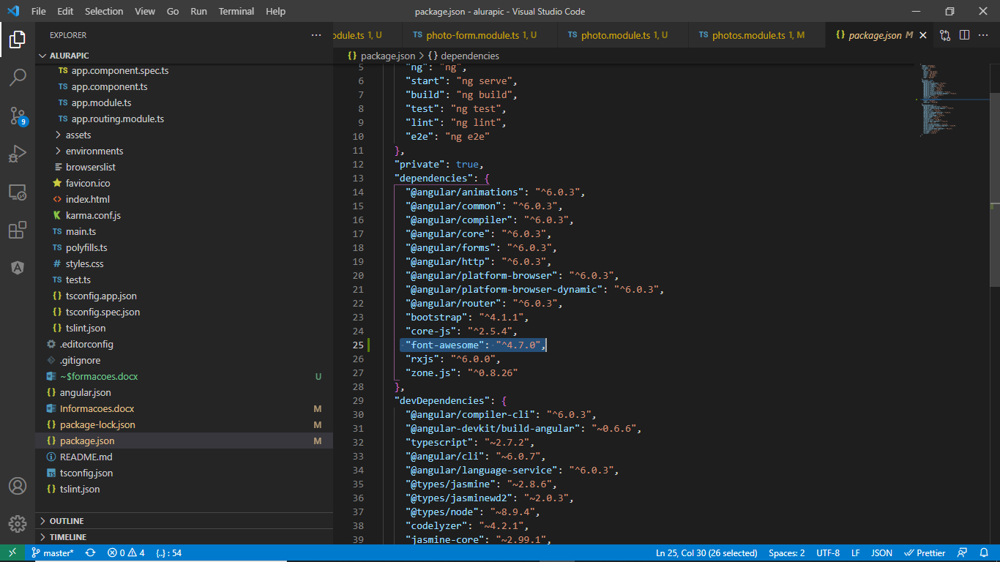 File Edit Selection View Go Run Terminal Help
package.json - alurapic - Visual Studio Code
EXPLORER
ALURAPIC
TS app.component.spec.ts
TS app.component.ts
TS app.module.ts
TS app.routing.module.ts
assets
environments
browserslist
favicon.ico
<> index.html
karma.conf.js
TS main.ts
TS polyfills.ts
# styles.css
TS test.ts
{} tsconfig.app.json
{} tsconfig.spec.json
{} tslint.json
.editorconfig
.gitignore
~$formacoes.docx U
{} angular.json
Informacoes.docx M
{} package-lock.json M
{} package.json M
README.md
tsconfig.json
{} tslint.json
OUTLINE
TIMELINE
9
odule.ts 1, U
TS photo-form.module.ts 1, U
TS photo.module.ts 1, U
TS photos.module.ts 1, M
{} package.json M
{} package.json > {} dependencies
5 "ng": "ng",
6 "start": "ng serve",
7 "build": "ng build",
8 "test": "ng test",
9 "lint": "ng lint",
10 "e2e": "ng e2e"
11 },
12 "private": true,
13 "dependencies": {
14 "@angular/animations": "^6.0.3",
15 "@angular/common": "^6.0.3",
16 "@angular/compiler": "^6.0.3",
17 "@angular/core": "^6.0.3",
18 "@angular/forms": "^6.0.3",
19 "@angular/http": "^6.0.3",
20 "@angular/platform-browser": "^6.0.3",
21 "@angular/platform-browser-dynamic": "^6.0.3",
22 "@angular/router": "^6.0.3",
23 "bootstrap": "^4.1.1",
24 "core-js": "^2.5.4",
25 "font-awesome": "^4.7.0",
26 "rxjs": "^6.0.0",
27 "zone.js": "^0.8.26"
28 },
29 "devDependencies": {
30 "@angular/compiler-cli": "^6.0.3",
31 "@angular-devkit/build-angular": "~0.6.6",
32 "typescript": "~2.7.2",
33 "@angular/cli": "~6.0.7",
34 "@angular/language-service": "^6.0.3",
35 "@types/jasmine": "~2.8.6",
36 "@types/jasminewd2": "~2.0.3",
37 "@types/node": "~8.9.4",
38 "codelyzer": "~4.2.1",
39 "jasmine-core": "~2.99.1",
master* 0 4 {..} : 54
Ln 25, Col 30 (26 selected) Spaces: 2 UTF-8 LF JSON Prettier